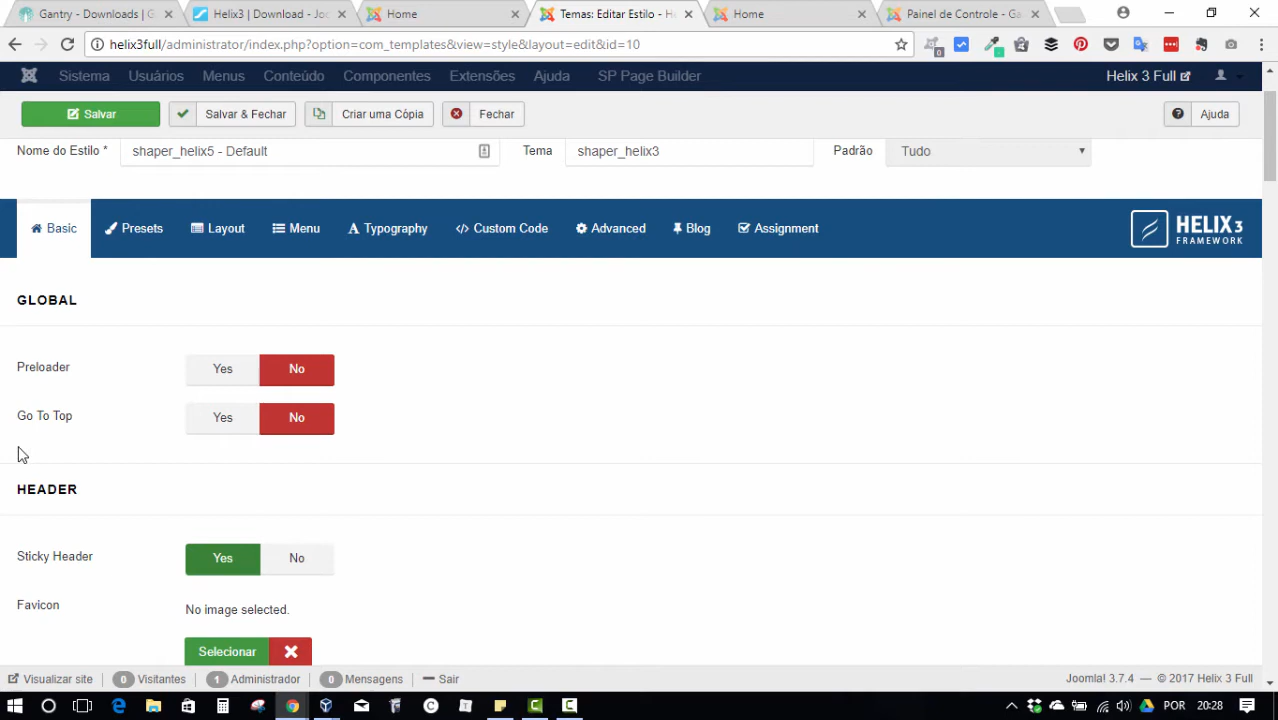 Gantry - Downloads | G
Helix3 | Download - Joo
Home
Temas: Editar Estilo - He
Home
Painel de Controle - Ga
helix3full/administrator/index.php?option=com_templates&view=style&layout=edit&id=10
Sistema Usuários Menus Conteúdo Componentes Extensões Ajuda SP Page Builder Helix 3 Full
Salvar Salvar & Fechar Criar uma Cópia Fechar Ajuda
Nome do Estilo * shaper_helix5 - Default Tema shaper_helix3 Padrão Tudo
Basic Presets Layout Menu Typography Custom Code Advanced Blog Assignment HELIX3
FRAMEWORK
GLOBAL
Preloader Yes No
Go To Top Yes No
HEADER
Sticky Header Yes No
Favicon No image selected.
Selecionar
Visualizar site 0 Visitantes 1 Administrador 0 Mensagens Sair Joomla! 3.7.4 — © 2017 Helix 3 Full
POR 20:28